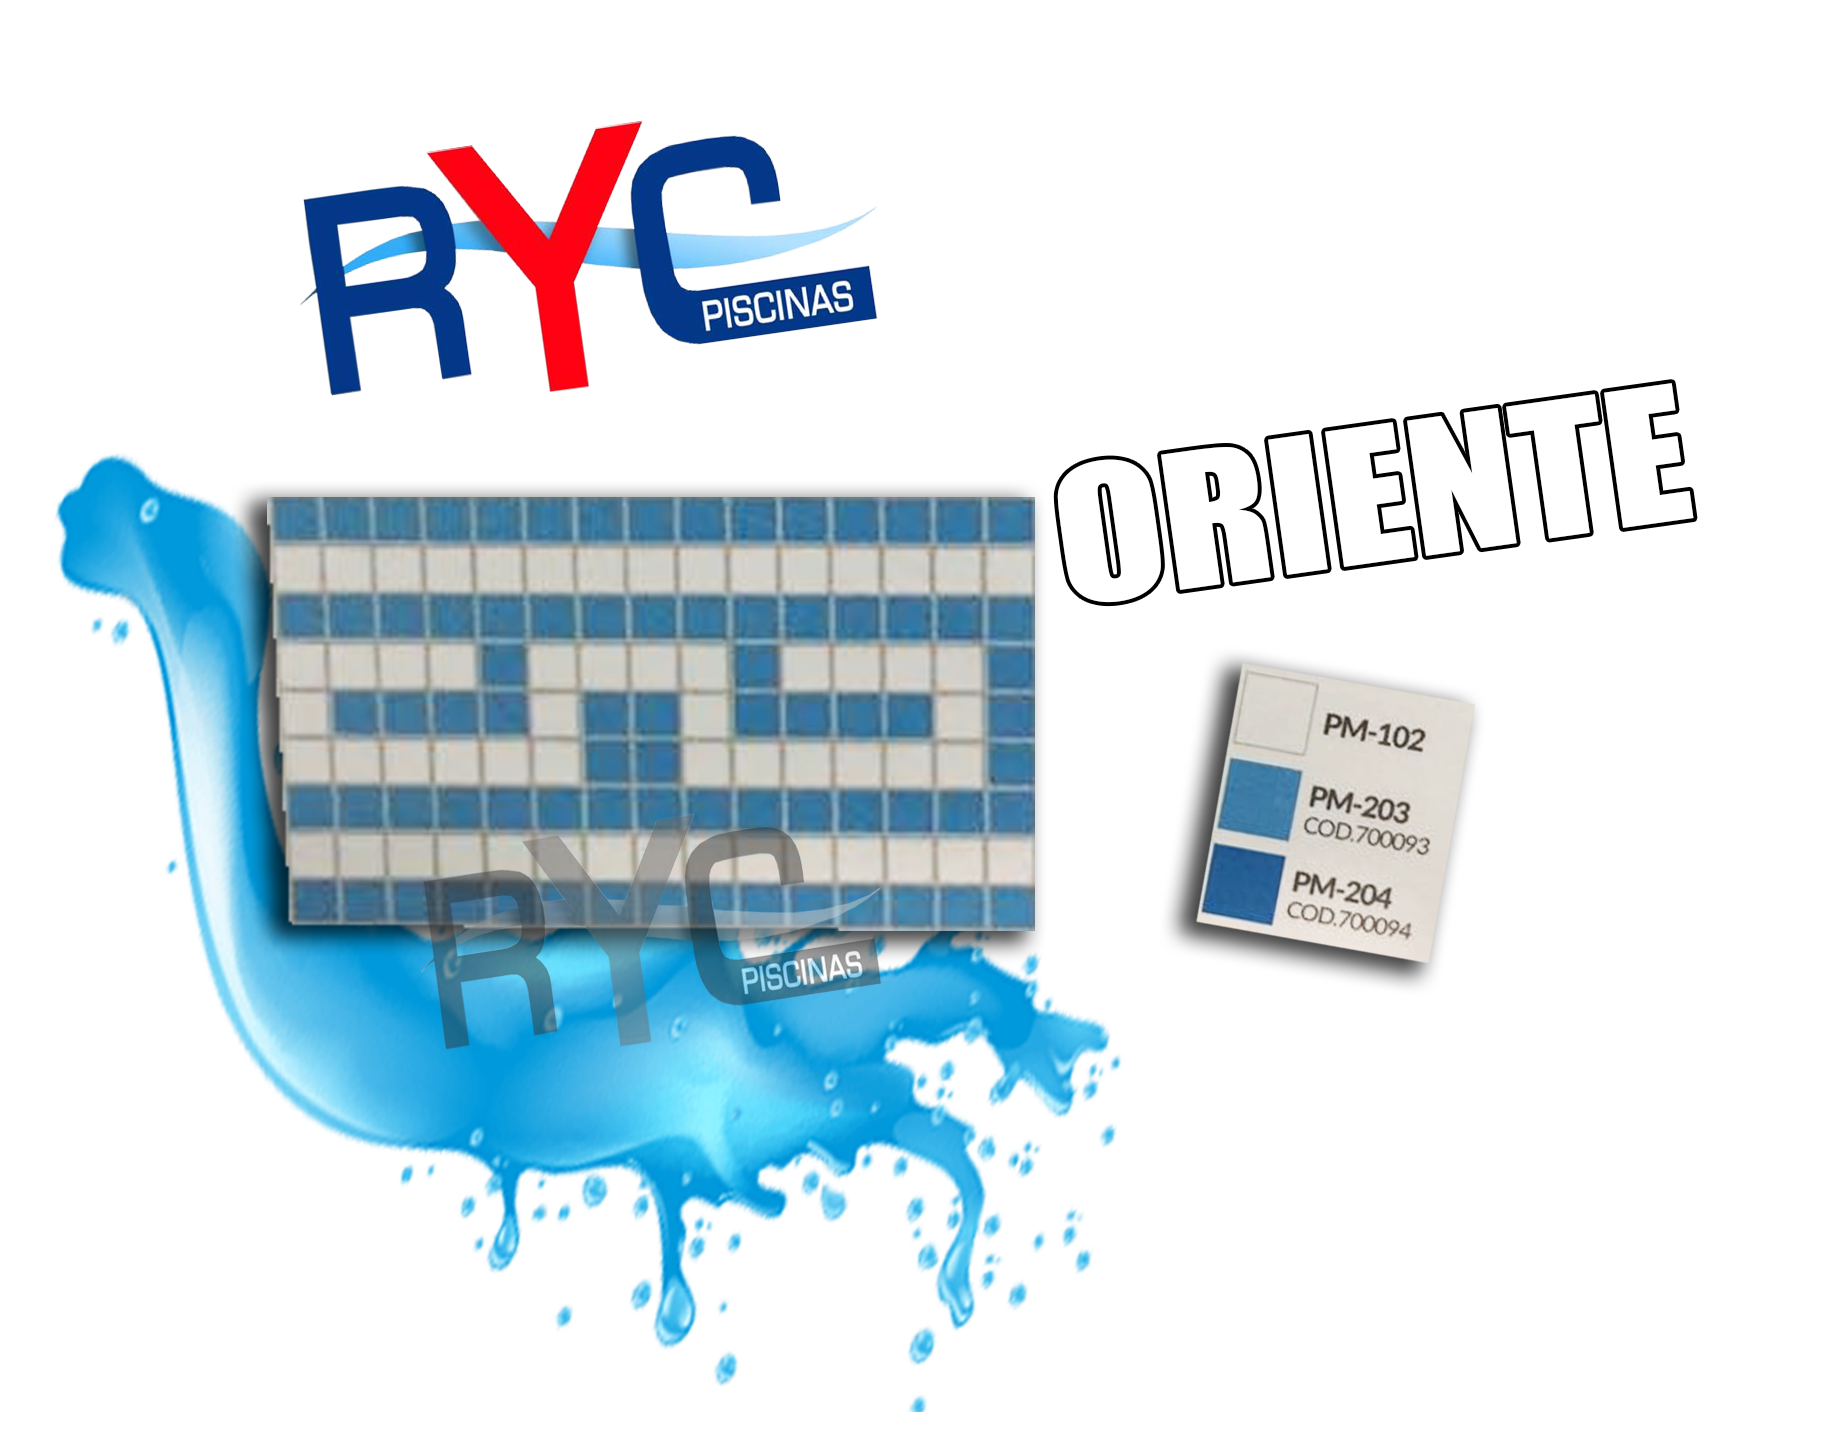 RYC
PISCINAS
ORIENTE
PM-102
PM-203
COD.700093
PM-204
COD.700094
RYC
PISCINAS